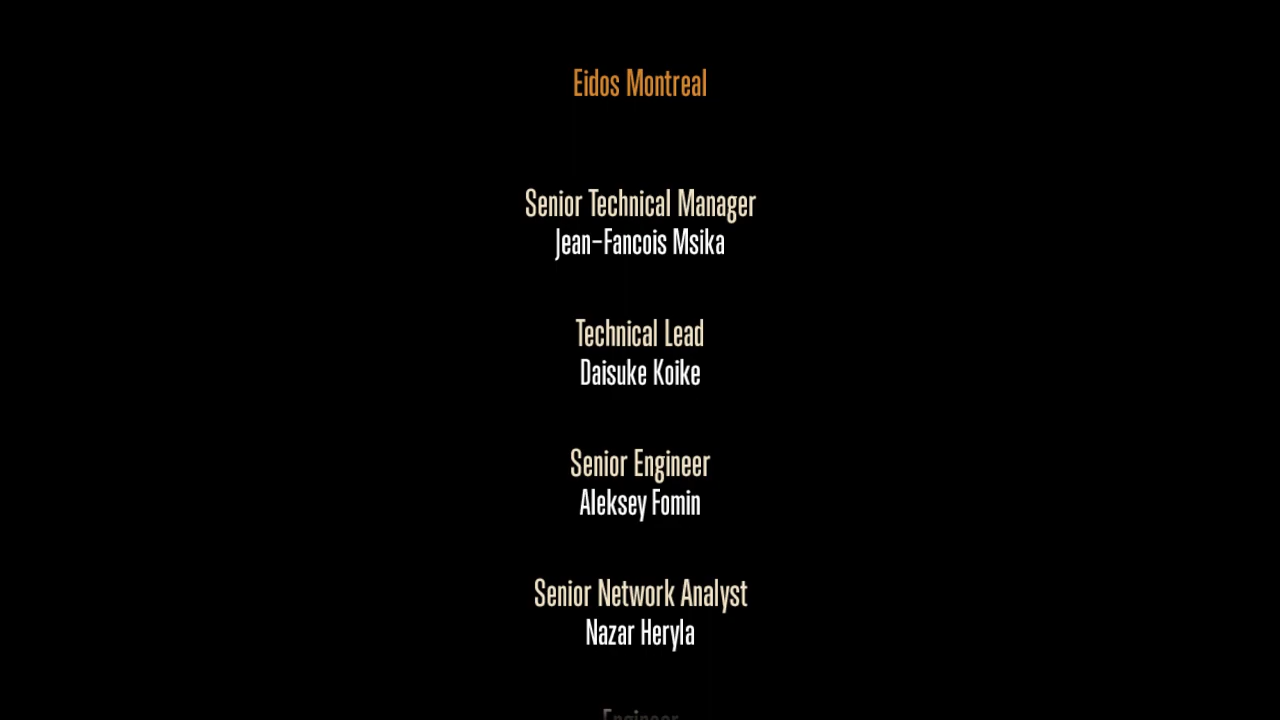 Eidos Montreal
Senior Technical Manager
Jean-Fancois Msika
Technical Lead
Daisuke Koike
Senior Engineer
Aleksey Fomin
Senior Network Analyst
Nazar Heryla
Engineer